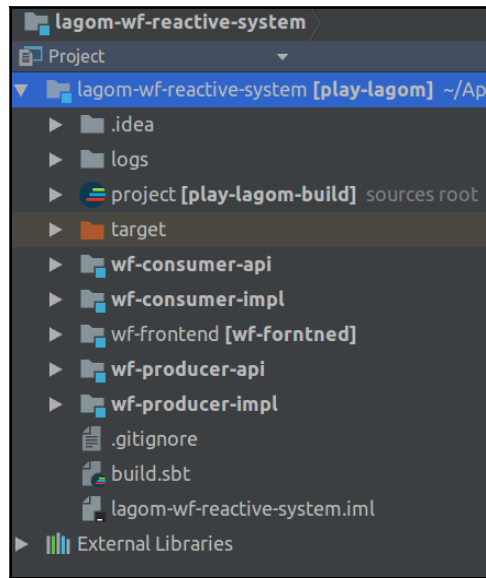 lagom-wf-reactive-system
Project
lagom-wf-reactive-system [play-lagom] ~/Ap
.idea
logs
project [play-lagom-build] sources root
target
wf-consumer-api
wf-consumer-impl
wf-frontend [wf-forntned]
wf-producer-api
wf-producer-impl
.gitignore
build.sbt
lagom-wf-reactive-system.iml
External Libraries